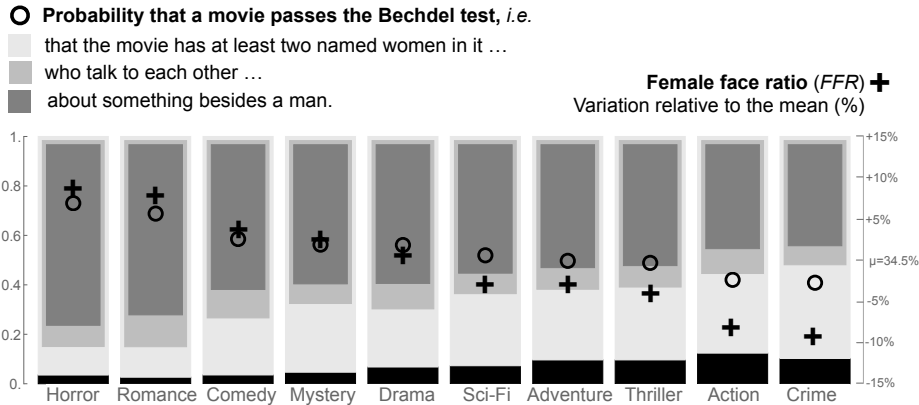 Probability that a movie passes the Bechdel test, i.e.
that the movie has at least two named women in it …
who talk to each other …
about something besides a man.
Female face ratio (FFR)
Variation relative to the mean (%)
1.
0.8
0.6
0.4
0.2
0.
+15%
+10%
+5%
μ=34.5%
-5%
-10%
-15%
Horror Romance Comedy Mystery Drama Sci-Fi Adventure Thriller Action Crime